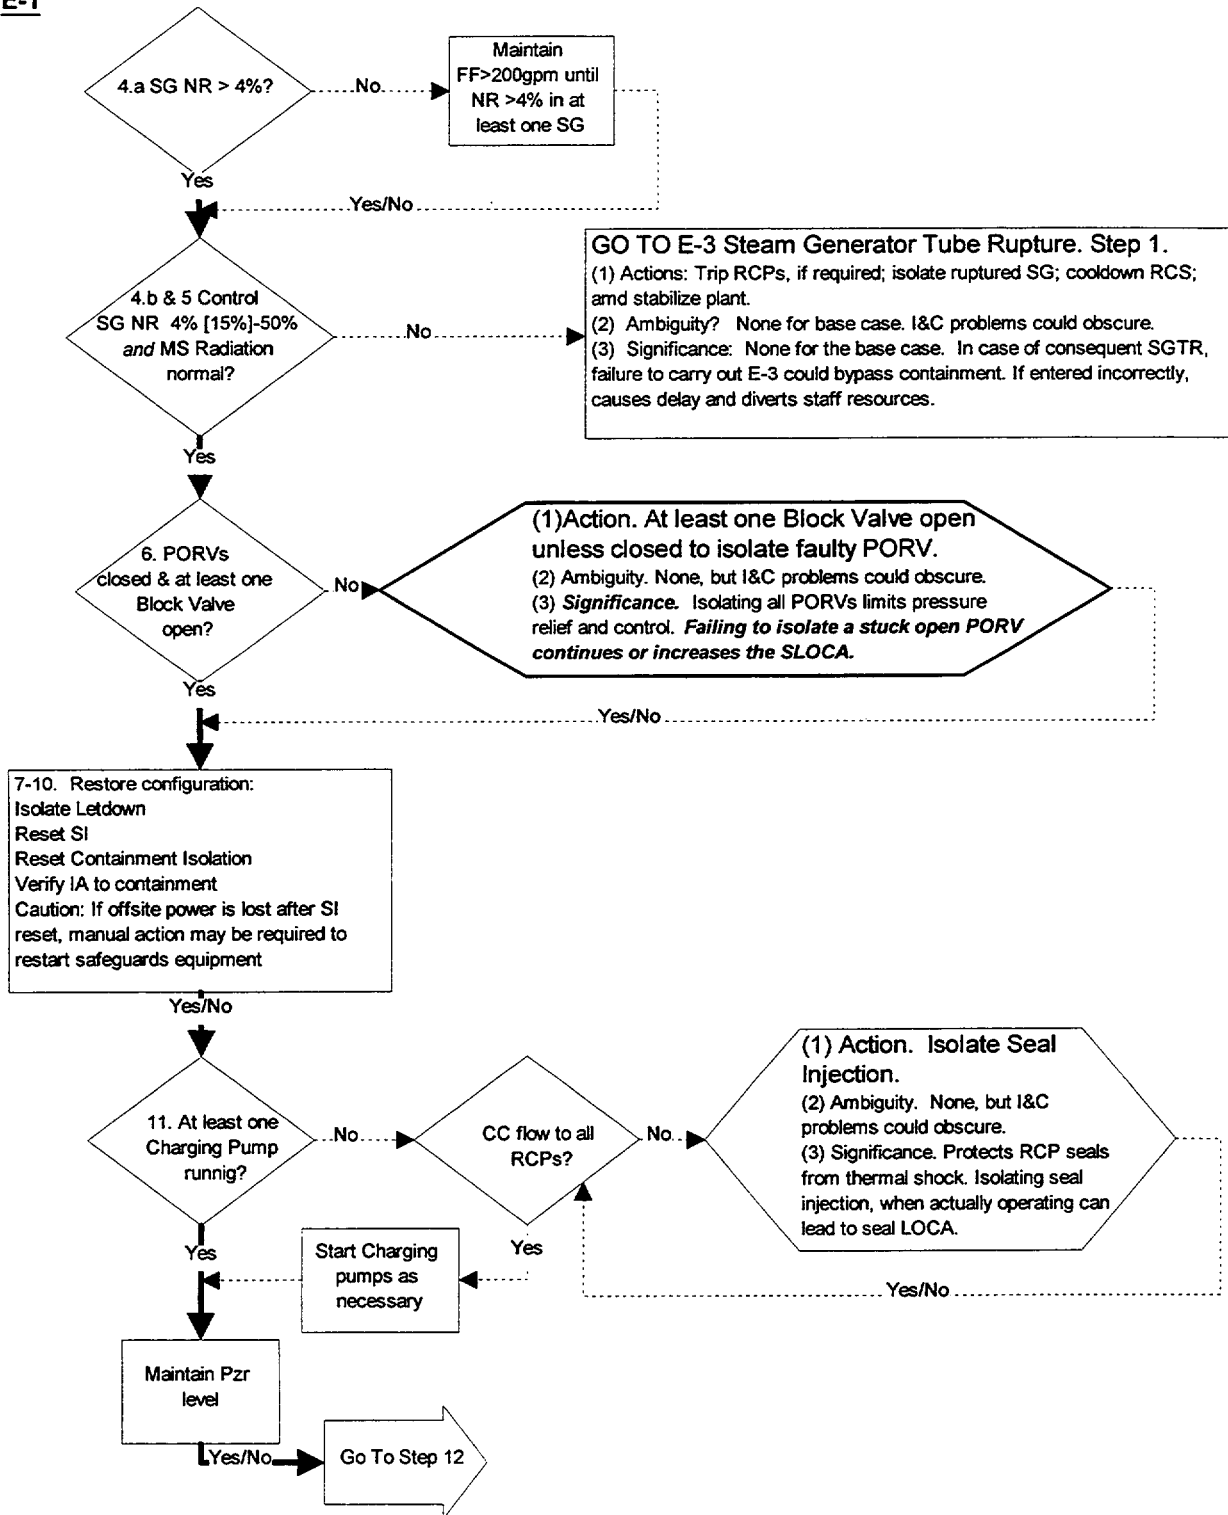 E-1
4.a SG NR > 4%?
No
Maintain
FF>200gpm until
NR >4% in at
least one SG
Yes
Yes/No
4.b & 5 Control
SG NR 4% [15%]-50%
and MS Radiation
normal?
No
GO TO E-3 Steam Generator Tube Rupture. Step 1.
(1) Actions: Trip RCPs, if required; isolate ruptured SG; cooldown RCS;
amd stabilize plant.
(2) Ambiguity? None for base case. I&C problems could obscure.
(3) Significance: None for the base case. In case of consequent SGTR,
failure to carry out E-3 could bypass containment. If entered incorrectly,
causes delay and diverts staff resources.
Yes
6. PORVs
closed & at least one
Block Valve
open?
No
(1)Action. At least one Block Valve open
unless closed to isolate faulty PORV.
(2) Ambiguity. None, but I&C problems could obscure.
(3) Significance. Isolating all PORVs limits pressure
relief and control. Failing to isolate a stuck open PORV
continues or increases the SLOCA.
Yes
Yes/No
7-10. Restore configuration:
Isolate Letdown
Reset SI
Reset Containment Isolation
Verify IA to containment
Caution: If offsite power is lost after SI
reset, manual action may be required to
restart safeguards equipment
Yes/No
11. At least one
Charging Pump
runnig?
No
CC flow to all
RCPs?
No
(1) Action. Isolate Seal
Injection.
(2) Ambiguity. None, but I&C
problems could obscure.
(3) Significance. Protects RCP seals
from thermal shock. Isolating seal
injection, when actually operating can
lead to seal LOCA.
Yes
Start Charging
pumps as
necessary
Yes
Yes/No
Maintain Pzr
level
Yes/No
Go To Step 12